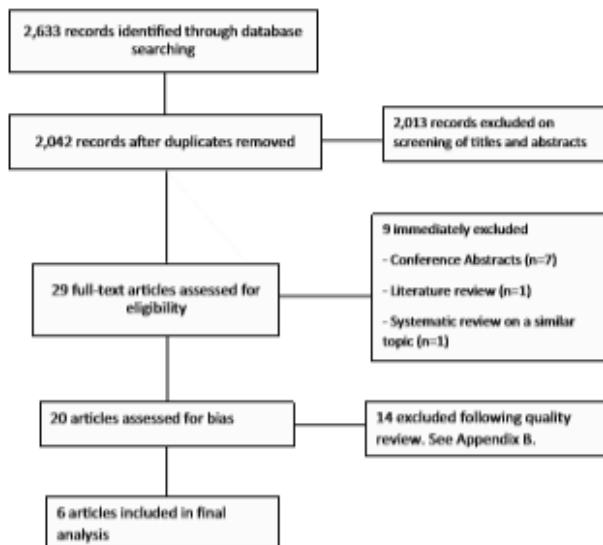 2,633 records identified through database
searching
2,042 records after duplicates removed
2,013 records excluded on
screening of titles and abstracts
9 immediately excluded
- Conference Abstracts (n=7)
- Literature review (n=1)
- Systematic review on a similar
topic (n=1)
29 full-text articles assessed for
eligibility
20 articles assessed for bias
14 excluded following quality
review. See Appendix B.
6 articles included in final
analysis